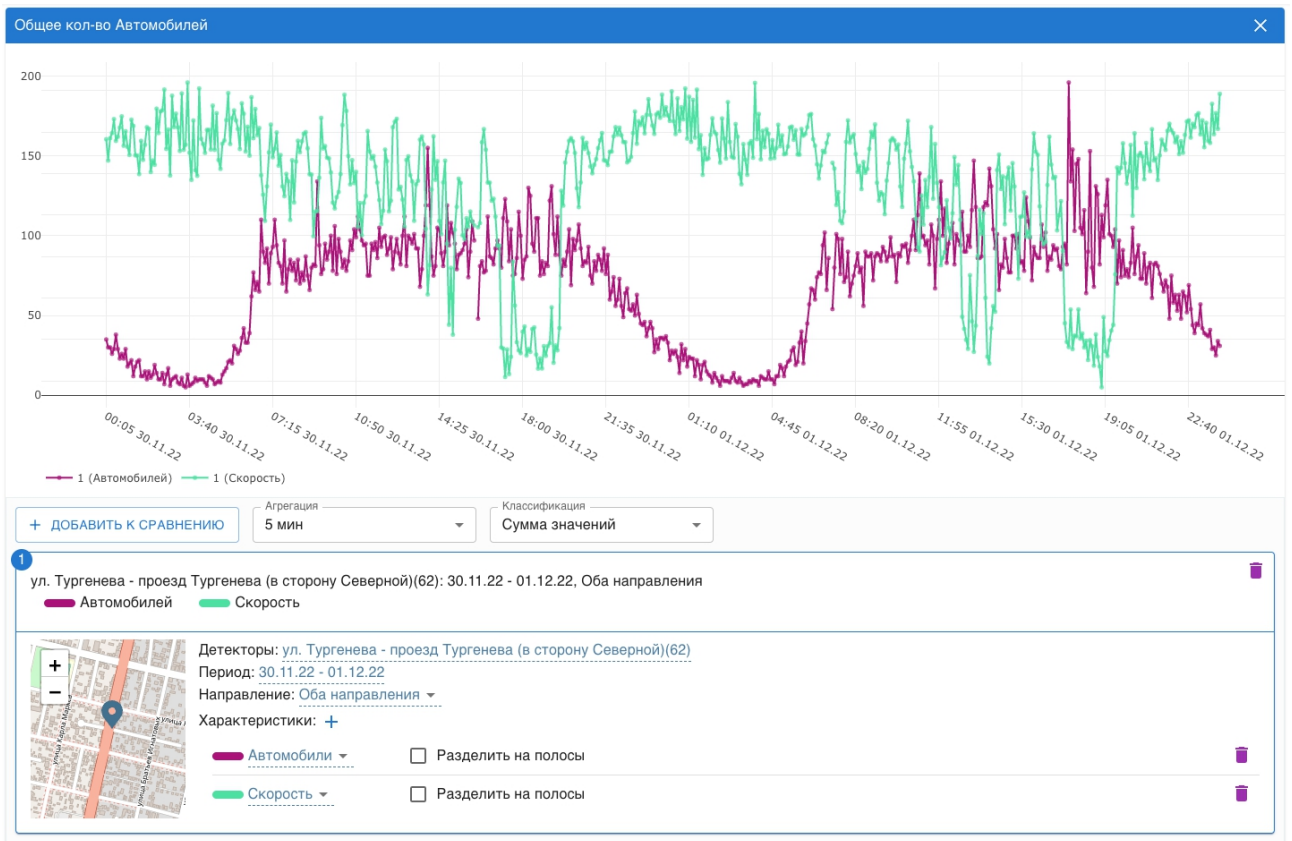 Общее кол-во Автомобилей
200
150
100
50
0
00:05 30.11.22
03:40 30.11.22
07:15 30.11.22
10:50 30.11.22
14:25 30.11.22
18:00 30.11.22
21:35 30.11.22
01:10 01.12.22
04:45 01.12.22
08:20 01.12.22
11:55 01.12.22
15:30 01.12.22
19:05 01.12.22
22:40 01.12.22
1 (Автомобилей) 1 (Скорость)
+ ДОБАВИТЬ К СРАВНЕНИЮ
Агрегация
5 мин
Классификация
Сумма значений
1
ул. Тургенева - проезд Тургенева (в сторону Северной)(62): 30.11.22 - 01.12.22, Оба направления
Автомобилей Скорость
+
−
улица Карла Маркса
улица Братьев Игнатовых
улица
Детекторы: ул. Тургенева - проезд Тургенева (в сторону Северной)(62)
Период: 30.11.22 - 01.12.22
Направление: Оба направления
Характеристики: +
Автомобили Разделить на полосы
Скорость Разделить на полосы